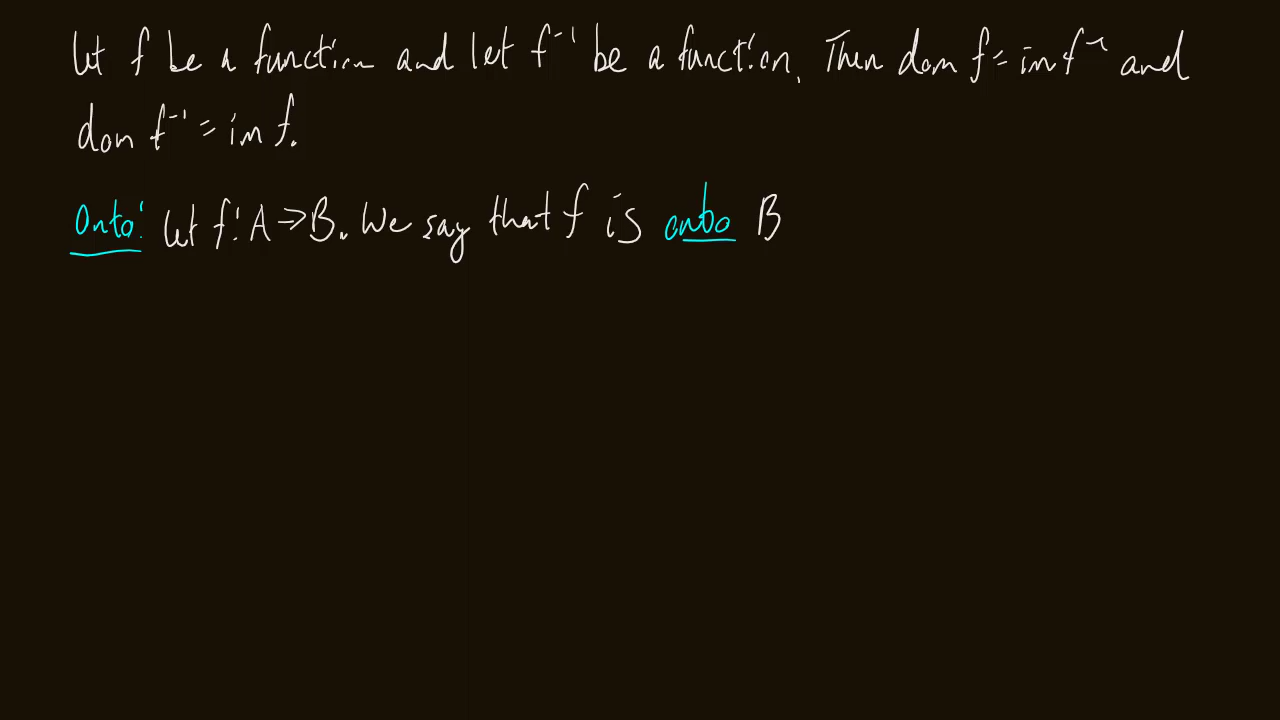 Let f be a function and let f⁻¹ be a function. Then dom f = im f⁻¹ and
dom f⁻¹ = im f.
Onto: Let f: A → B. We say that f is onto B